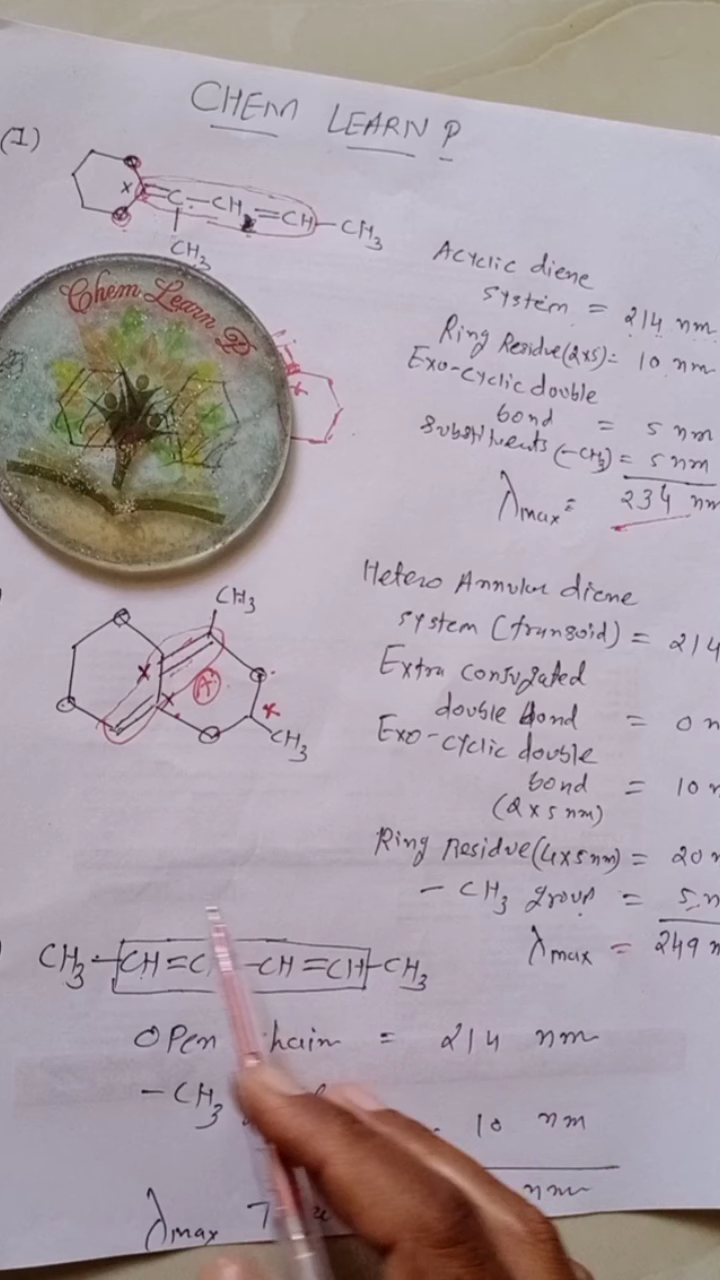 CHEM LEARN P
(1)
=C-CH=CH-CH3
CH3
Acyclic diene
system = 214 nm
Ring Residue (2x5) = 10 nm
Exo-cyclic double
bond = 5 nm
Substituents (-CH3) = 5 nm
λmax = 234 nm
Chem Learn P
CH3
CH3
Hetero Annular diene
system (transoid) = 214
Extra conjugated
double bond = 0 n
Exo-cyclic double
bond = 10 n
(2 x 5 nm)
Ring Residue (4x5 nm) = 20 n
- CH3 group = 5 n
λmax = 249 n
CH3-CH=C -CH=CH-CH3
Open hain = 214 nm
-CH3 10 nm
nm
λmax